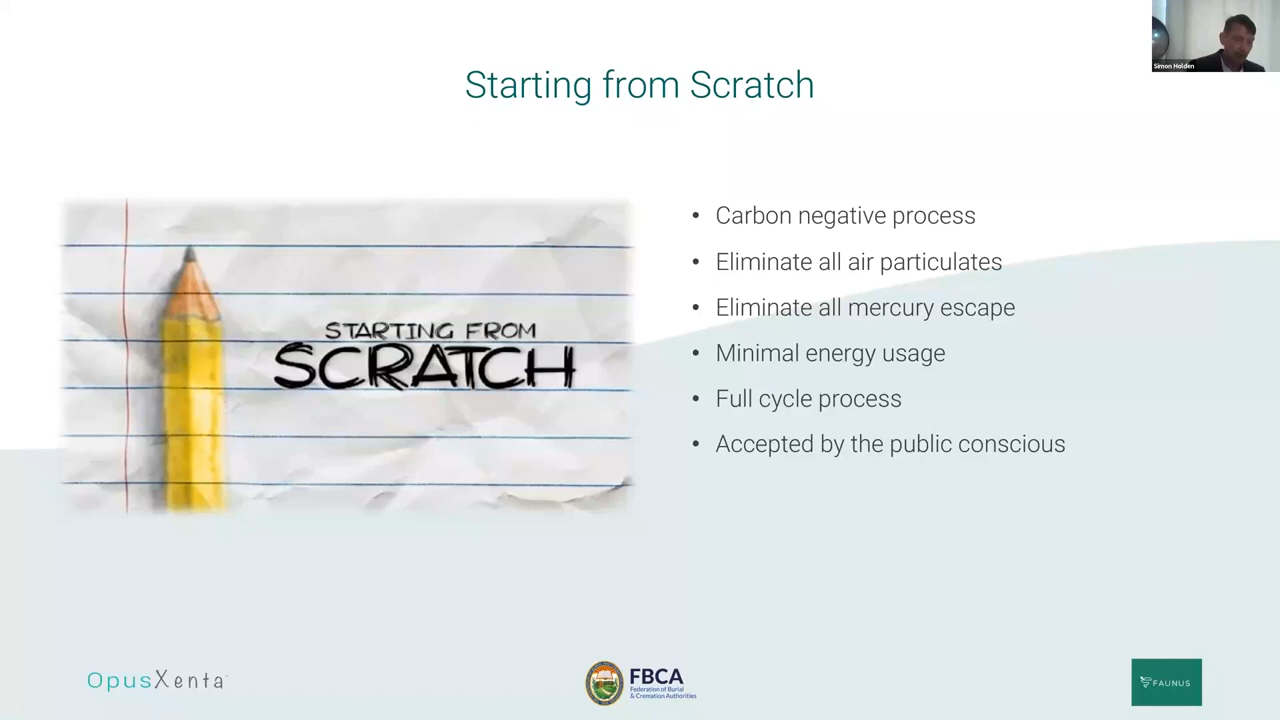 Simon Holden
Starting from Scratch
STARTING FROM
SCRATCH
• Carbon negative process
• Eliminate all air particulates
• Eliminate all mercury escape
• Minimal energy usage
• Full cycle process
• Accepted by the public conscious
OpusXenta
FBCA
Federation of Burial
& Cremation Authorities
FAUNUS